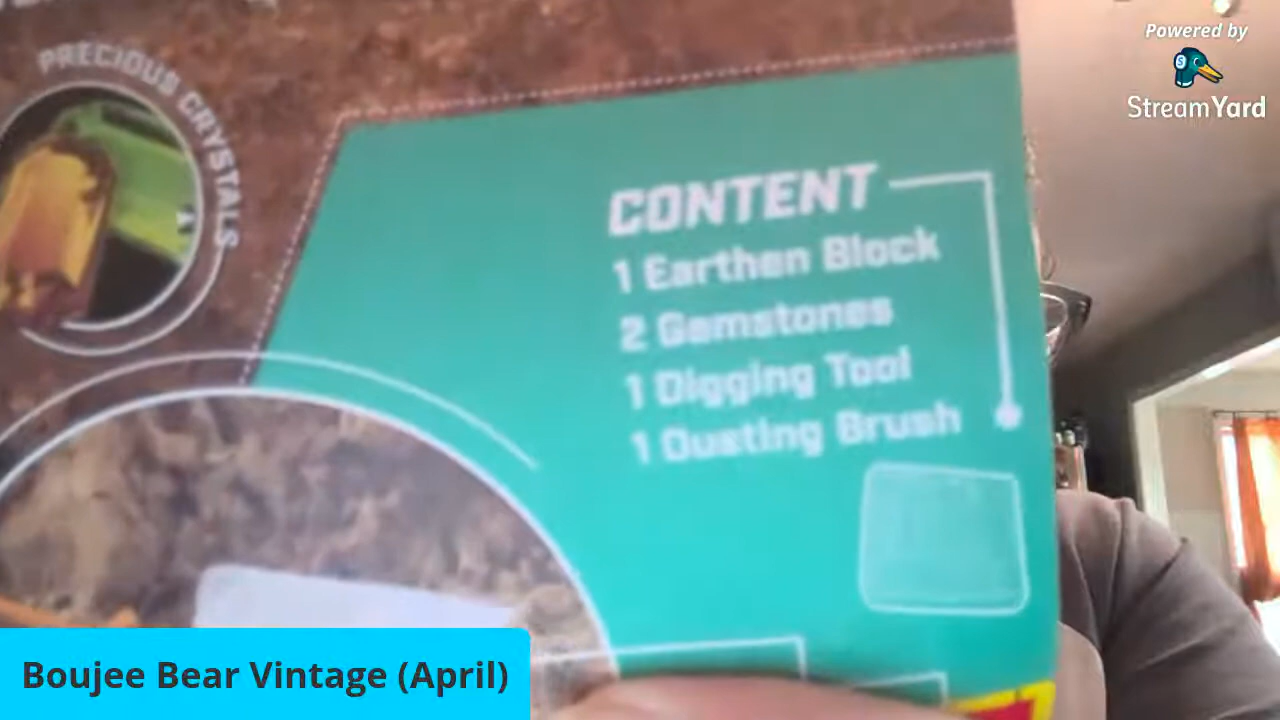 Powered by
StreamYard
PRECIOUS CRYSTALS
CONTENT
1 Earthen Block
2 Gemstones
1 Digging Tool
1 Dusting Brush
Boujee Bear Vintage (April)